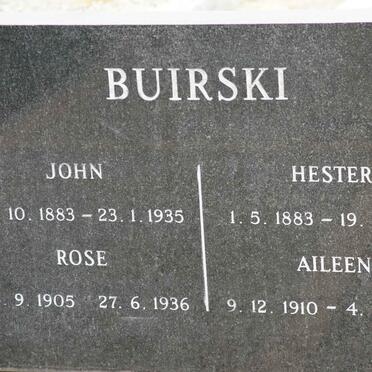 BUIRSKI
JOHN
10. 1883 – 23. 1. 1935
ROSE
. 9. 1905 27. 6. 1936
HESTER
1. 5. 1883 – 19.
AILEEN
9. 12. 1910 – 4.